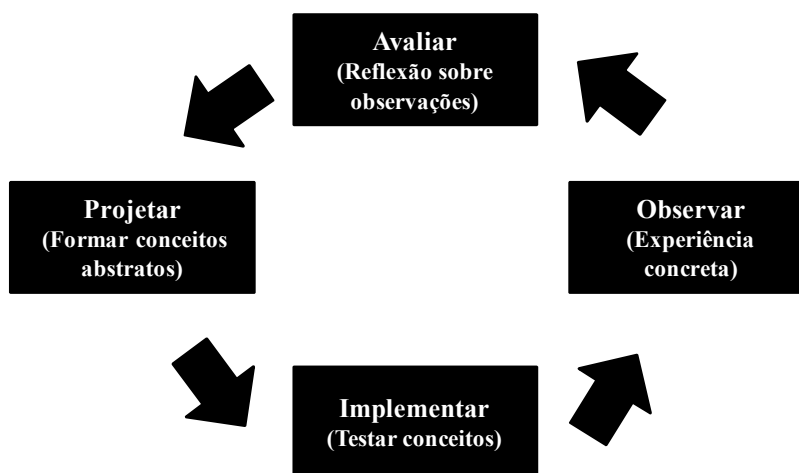 Avaliar
(Reflexão sobre
observações)
Projetar
(Formar conceitos
abstratos)
Observar
(Experiência
concreta)
Implementar
(Testar conceitos)